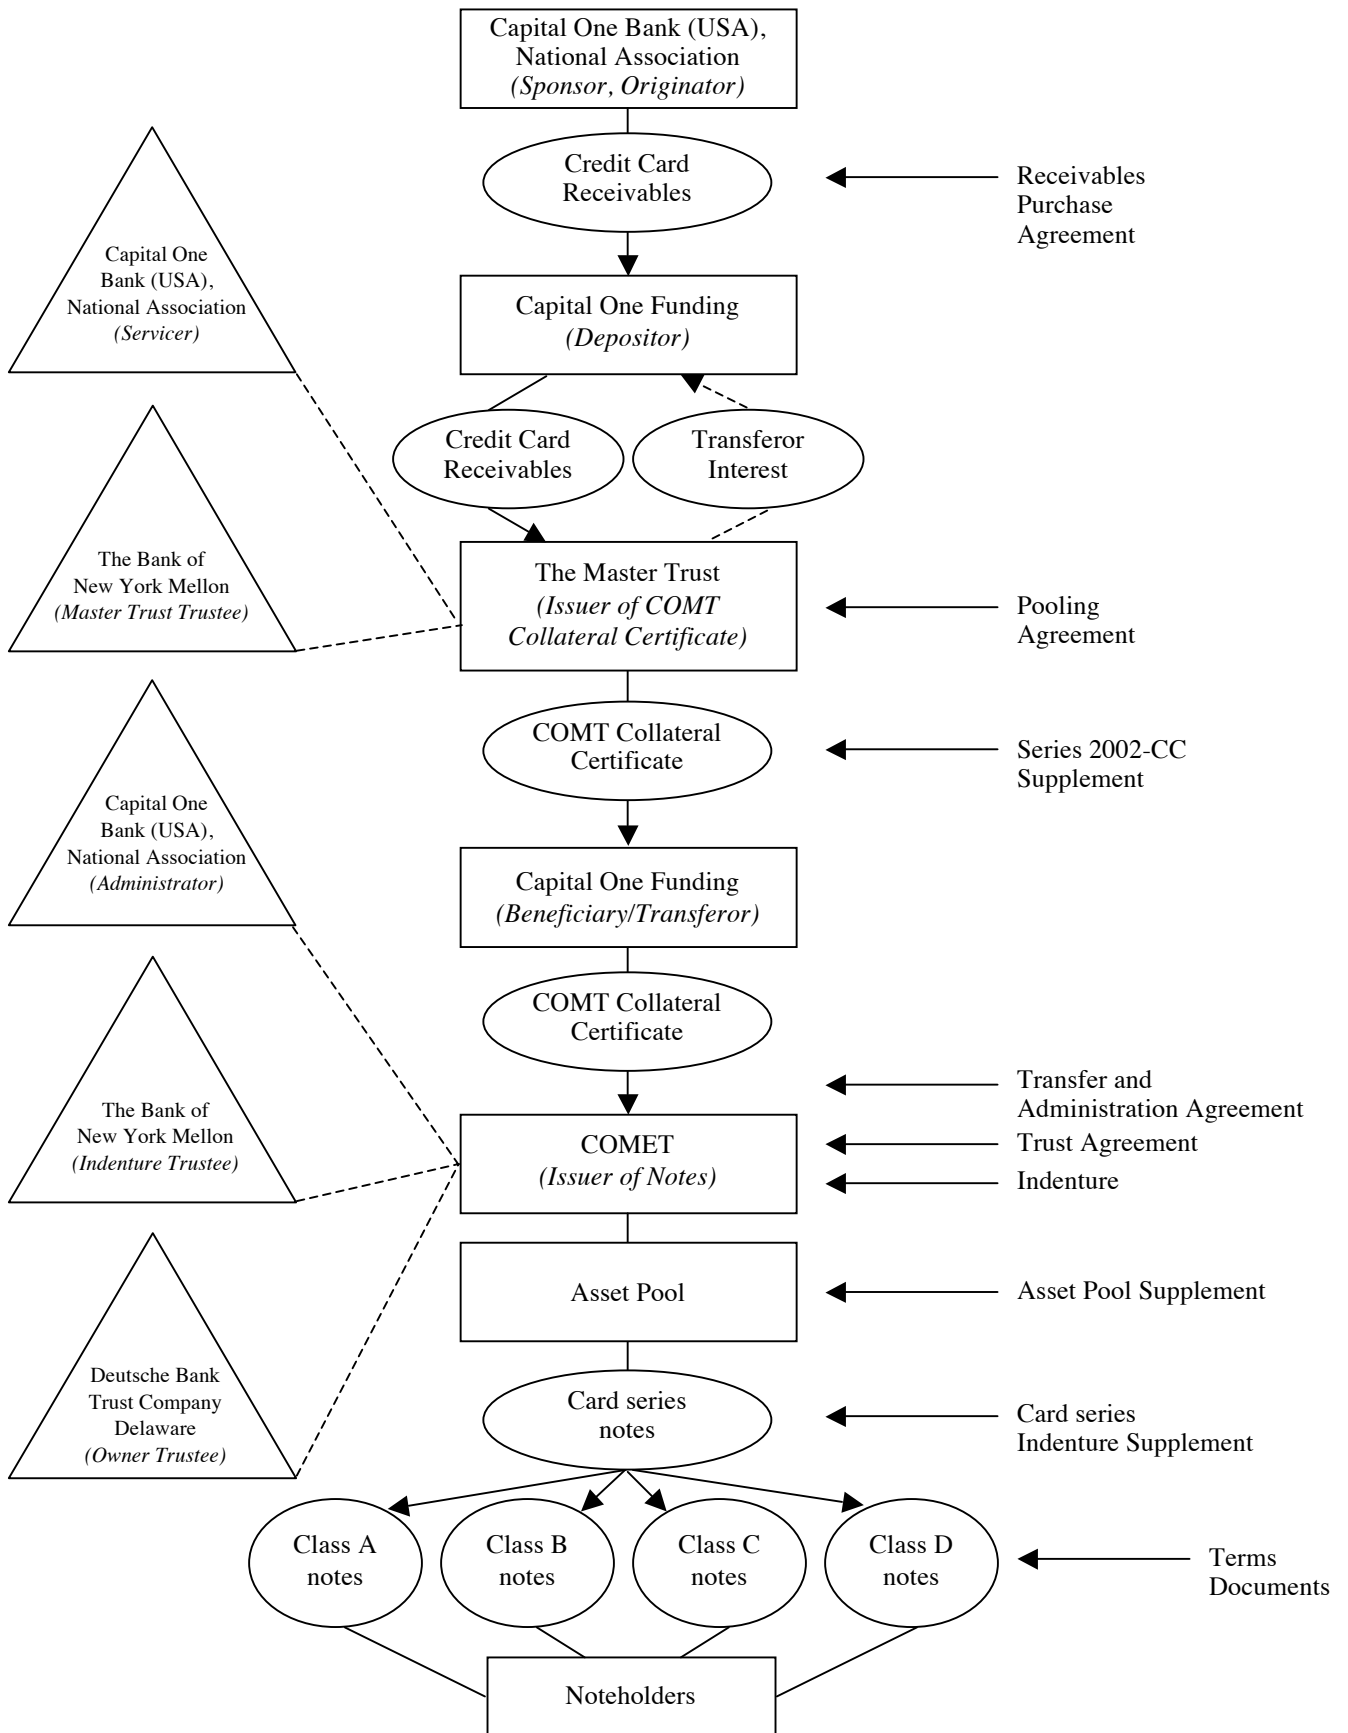 Capital One Bank (USA),
National Association
(Sponsor, Originator)
Credit Card
Receivables
Receivables
Purchase
Agreement
Capital One
Bank (USA),
National Association
(Servicer)
Capital One Funding
(Depositor)
Credit Card
Receivables
Transferor
Interest
The Bank of
New York Mellon
(Master Trust Trustee)
The Master Trust
(Issuer of COMT
Collateral Certificate)
Pooling
Agreement
COMT Collateral
Certificate
Series 2002-CC
Supplement
Capital One
Bank (USA),
National Association
(Administrator)
Capital One Funding
(Beneficiary/Transferor)
COMT Collateral
Certificate
The Bank of
New York Mellon
(Indenture Trustee)
COMET
(Issuer of Notes)
Transfer and
Administration Agreement
Trust Agreement
Indenture
Asset Pool
Asset Pool Supplement
Deutsche Bank
Trust Company
Delaware
(Owner Trustee)
Card series
notes
Card series
Indenture Supplement
Class A
notes
Class B
notes
Class C
notes
Class D
notes
Terms
Documents
Noteholders